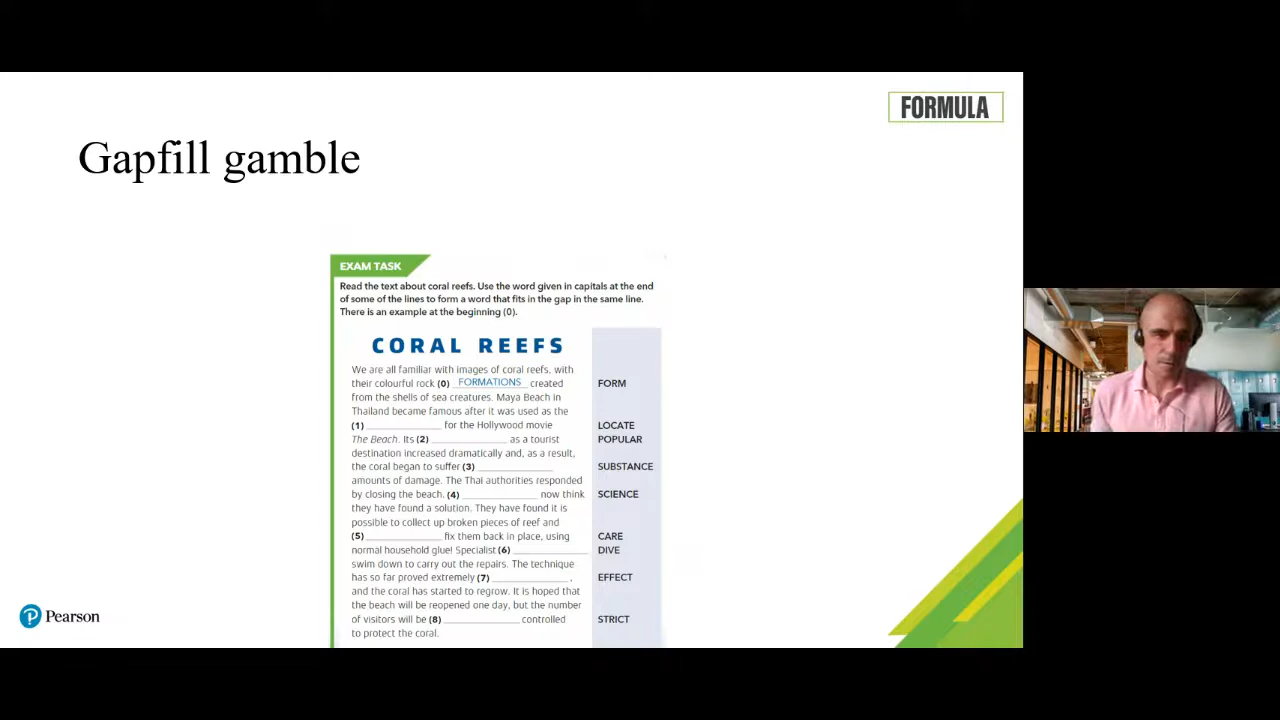 FORMULA
Gapfill gamble
EXAM TASK
Read the text about coral reefs. Use the word given in capitals at the end
of some of the lines to form a word that fits in the gap in the same line.
There is an example at the beginning (0).
CORAL REEFS
We are all familiar with images of coral reefs, with
their colourful rock (0) FORMATIONS created FORM
from the shells of sea creatures. Maya Beach in
Thailand became famous after it was used as the
(1) _______________ for the Hollywood movie LOCATE
The Beach. Its (2) _______________ as a tourist POPULAR
destination increased dramatically and, as a result,
the coral began to suffer (3) _______________ SUBSTANCE
amounts of damage. The Thai authorities responded
by closing the beach. (4) _______________ now think SCIENCE
they have found a solution. They have found it is
possible to collect up broken pieces of reef and
(5) _______________ fix them back in place, using CARE
normal household glue! Specialist (6) _______________ DIVE
swim down to carry out the repairs. The technique
has so far proved extremely (7) _______________, EFFECT
and the coral has started to regrow. It is hoped that
the beach will be reopened one day, but the number
of visitors will be (8) _______________ controlled STRICT
to protect the coral.
P Pearson